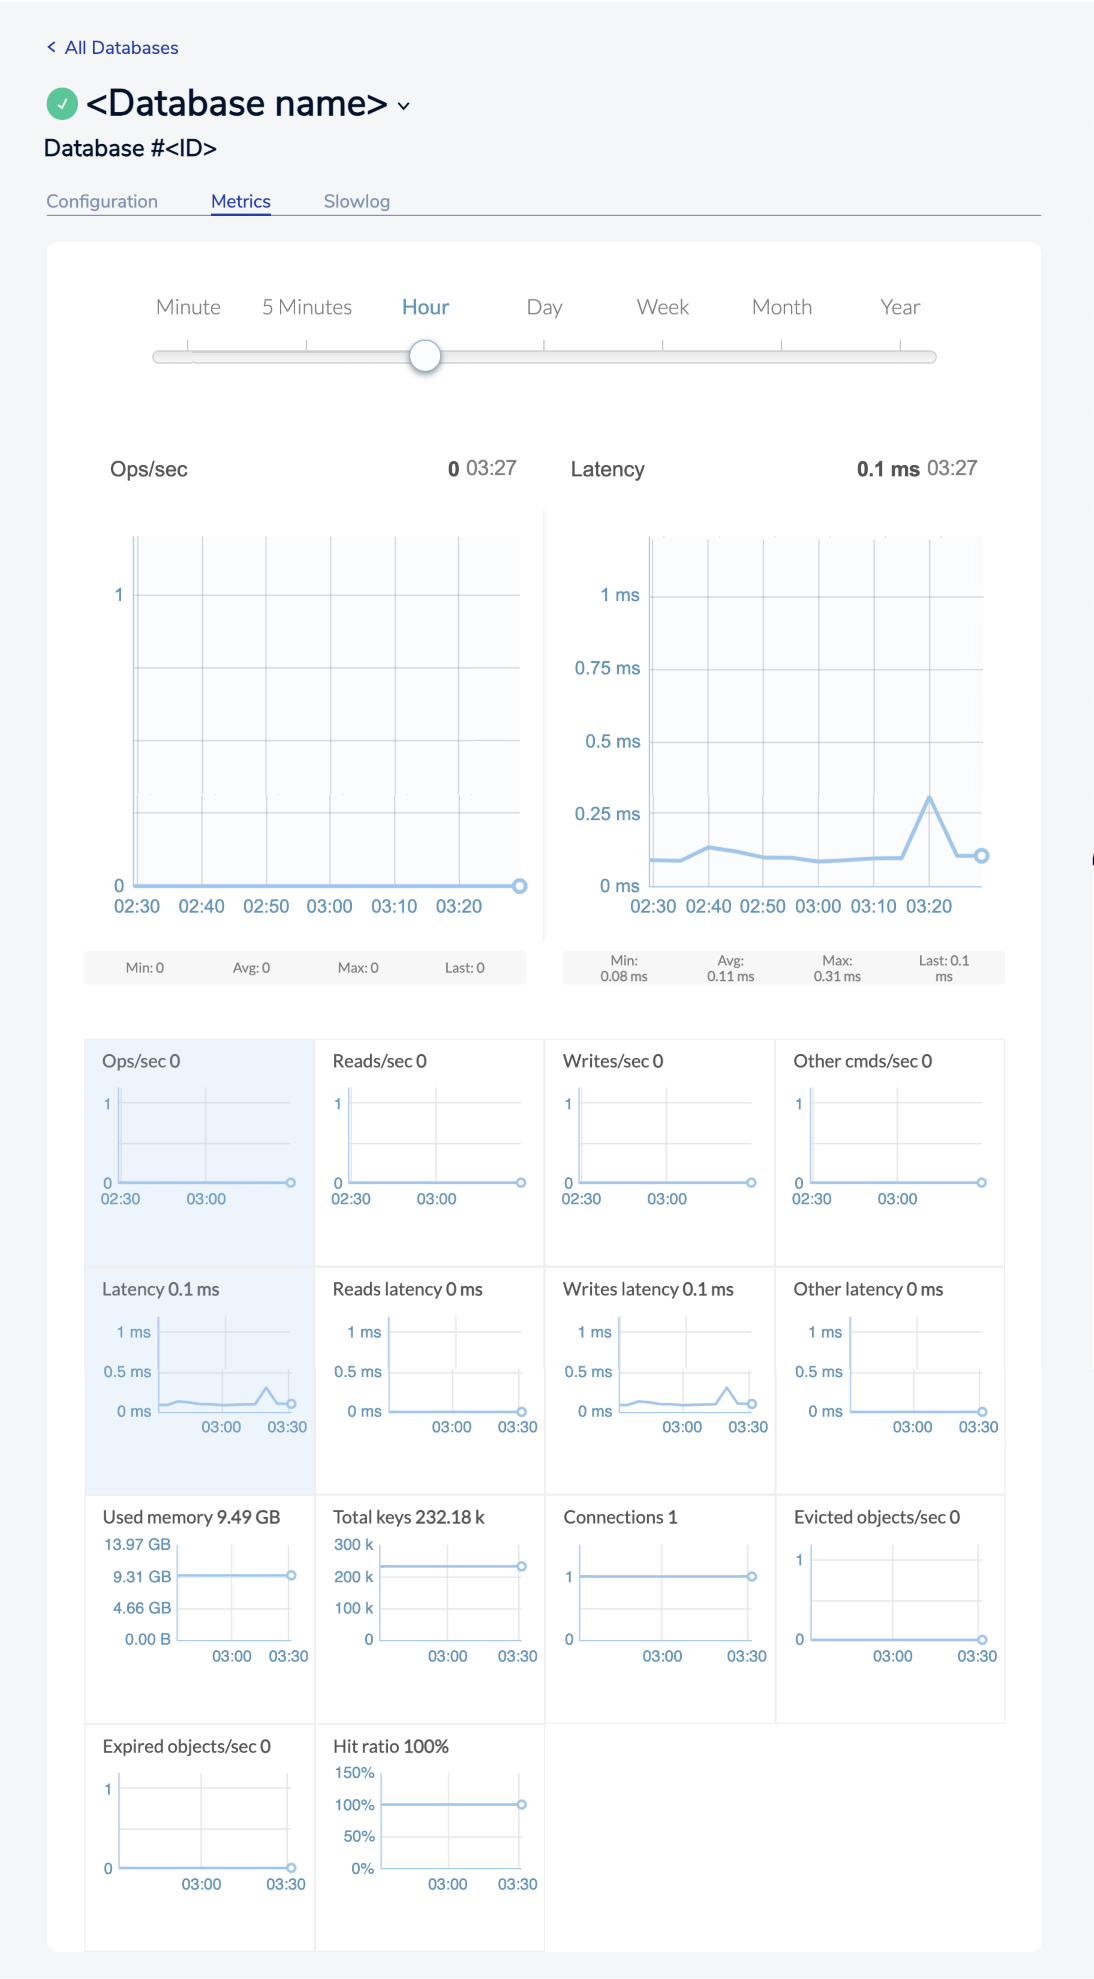 < All Databases
<Database name>
Database #<ID>
Configuration Metrics Slowlog
Minute 5 Minutes Hour Day Week Month Year
Ops/sec 0 03:27 Latency 0.1 ms 03:27
1
0
02:30 02:40 02:50 03:00 03:10 03:20
1 ms
0.75 ms
0.5 ms
0.25 ms
0 ms
02:30 02:40 02:50 03:00 03:10 03:20
Min: 0 Avg: 0 Max: 0 Last: 0
Min: 0.08 ms Avg: 0.11 ms Max: 0.31 ms Last: 0.1 ms
Ops/sec 0
1
0
02:30 03:00
Reads/sec 0
1
0
02:30 03:00
Writes/sec 0
1
0
02:30 03:00
Other cmds/sec 0
1
0
02:30 03:00
Latency 0.1 ms
1 ms
0.5 ms
0 ms
03:00 03:30
Reads latency 0 ms
1 ms
0.5 ms
0 ms
03:00 03:30
Writes latency 0.1 ms
1 ms
0.5 ms
0 ms
03:00 03:30
Other latency 0 ms
1 ms
0.5 ms
0 ms
03:00 03:30
Used memory 9.49 GB
13.97 GB
9.31 GB
4.66 GB
0.00 B
03:00 03:30
Total keys 232.18 k
300 k
200 k
100 k
0
03:00 03:30
Connections 1
1
0
03:00 03:30
Evicted objects/sec 0
1
0
03:00 03:30
Expired objects/sec 0
1
0
03:00 03:30
Hit ratio 100%
150%
100%
50%
0%
03:00 03:30